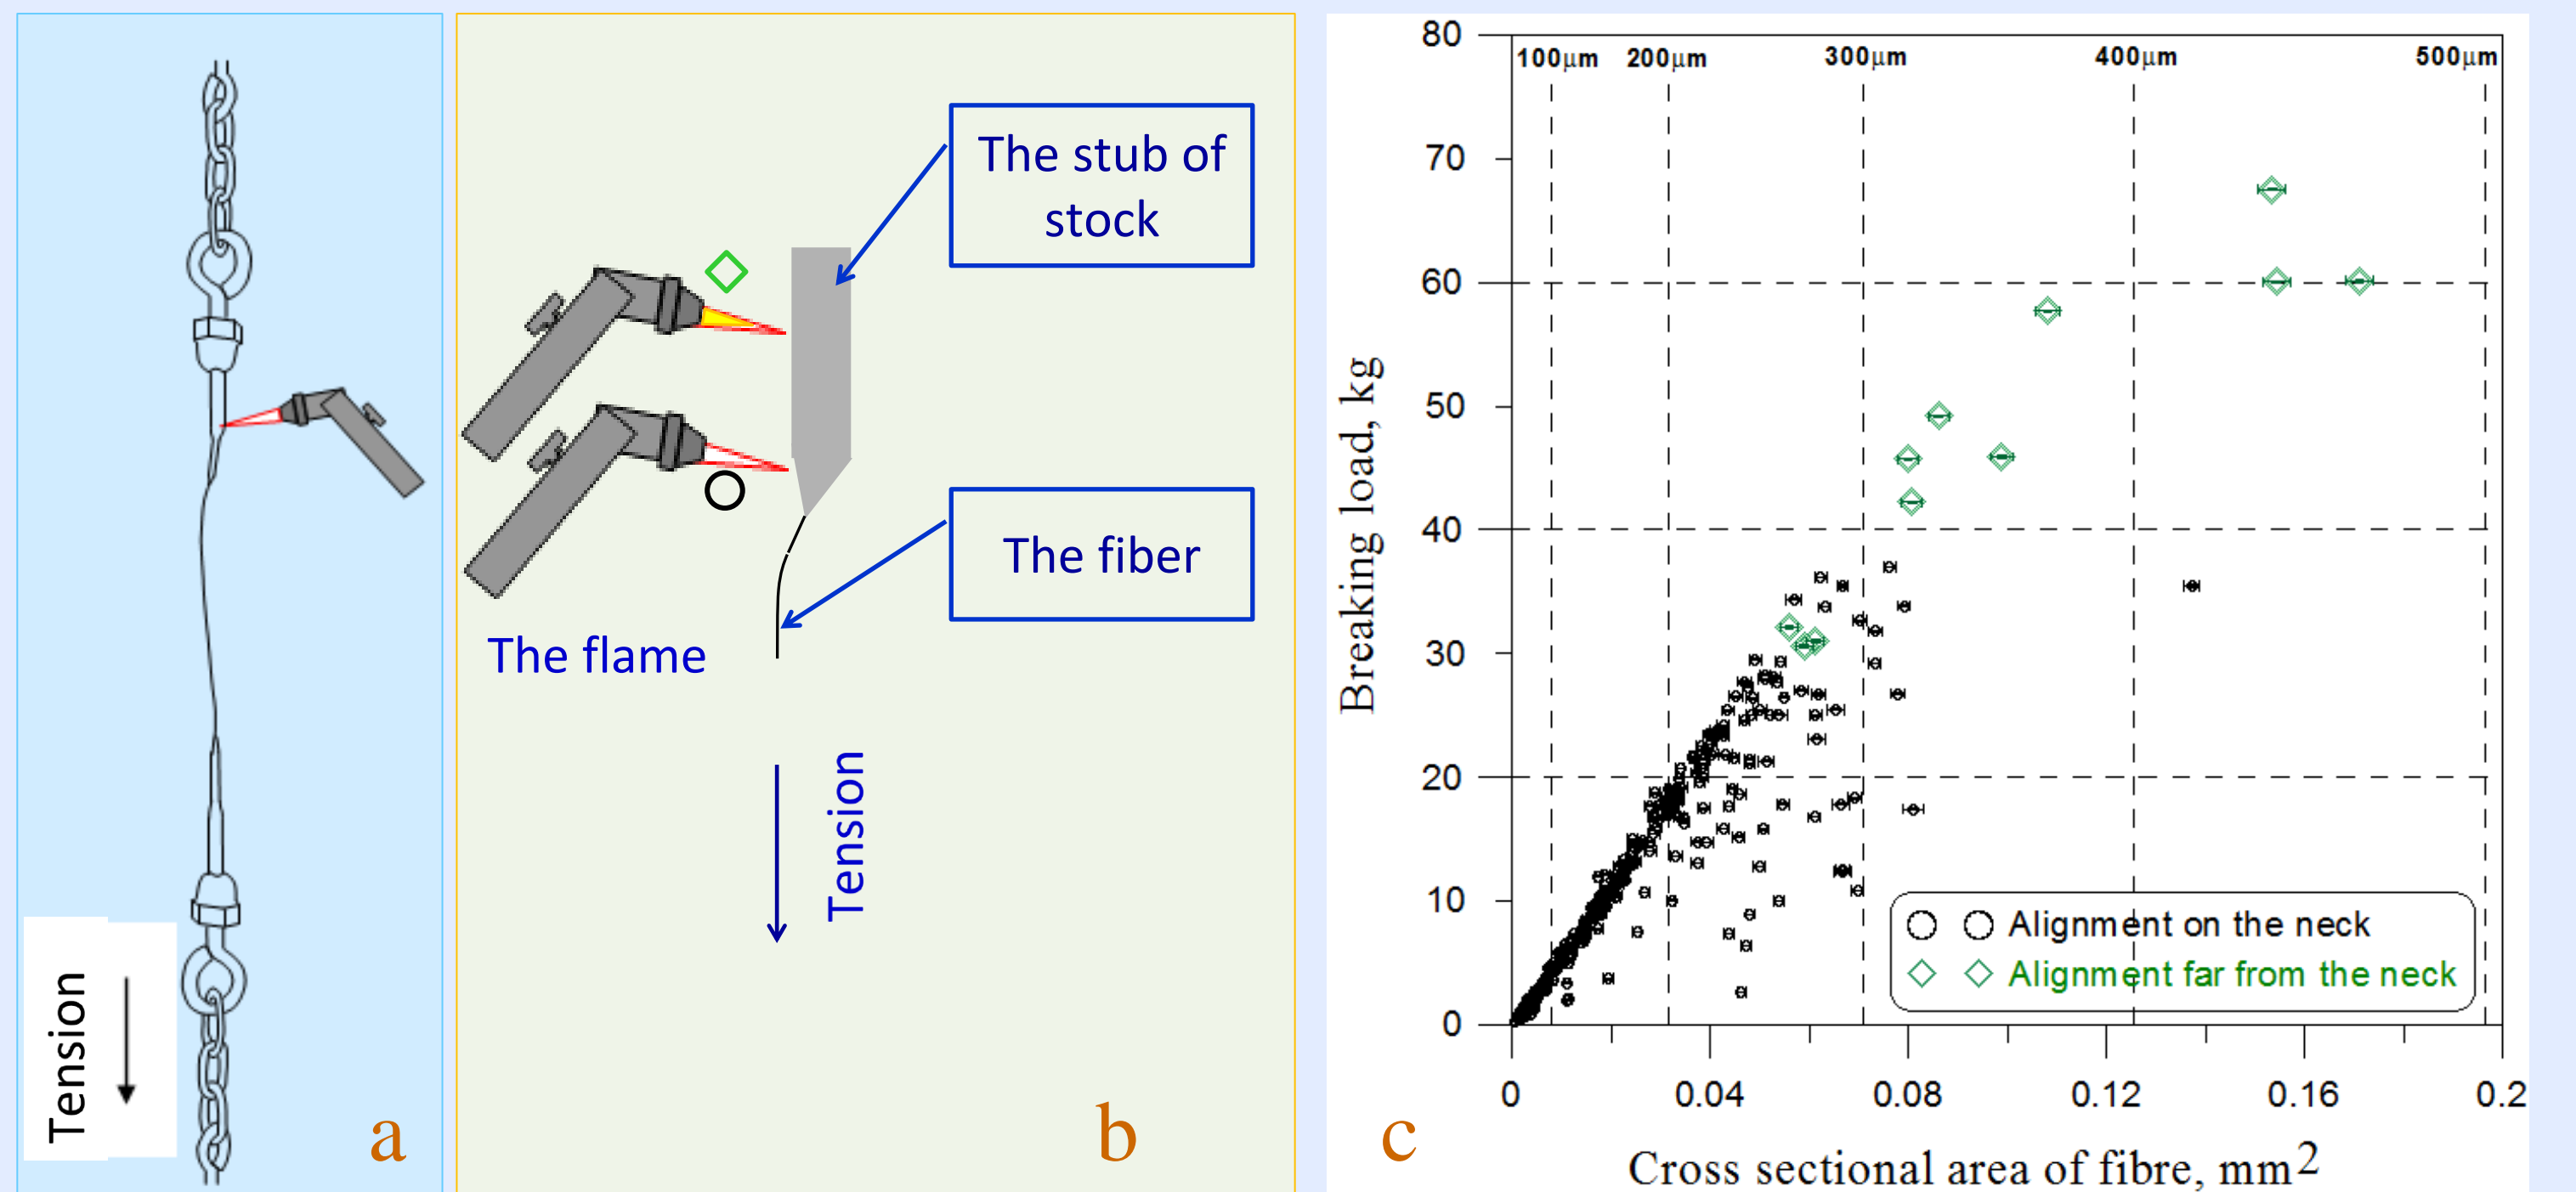 Tension
a
The stub of
stock
The fiber
The flame
Tension
b
80
70
60
50
40
30
20
10
0
100μm 200μm 300μm 400μm 500μm
Breaking load, kg
Alignment on the neck
Alignment far from the neck
0 0.04 0.08 0.12 0.16 0.2
c
Cross sectional area of fibre, mm2